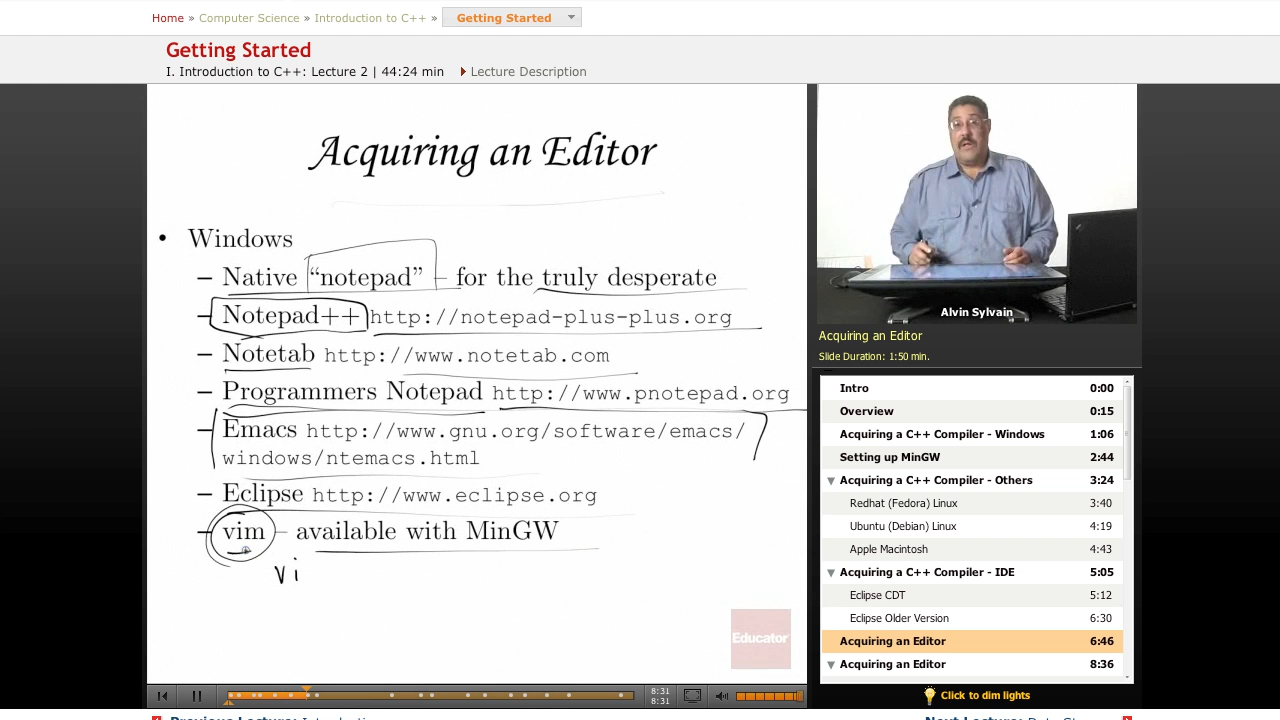 Home » Computer Science » Introduction to C++ » Getting Started
Getting Started
I. Introduction to C++: Lecture 2 | 44:24 min Lecture Description
Acquiring an Editor
• Windows
– Native “notepad” – for the truly desperate
– Notepad++ http://notepad-plus-plus.org
– Notetab http://www.notetab.com
– Programmers Notepad http://www.pnotepad.org
– Emacs http://www.gnu.org/software/emacs/
windows/ntemacs.html
– Eclipse http://www.eclipse.org
– vim – available with MinGW
vi
Educator
8:31
8:31
Alvin Sylvain
Acquiring an Editor
Slide Duration: 1:50 min.
Intro 0:00
Overview 0:15
Acquiring a C++ Compiler - Windows 1:06
Setting up MinGW 2:44
Acquiring a C++ Compiler - Others 3:24
Redhat (Fedora) Linux 3:40
Ubuntu (Debian) Linux 4:19
Apple Macintosh 4:43
Acquiring a C++ Compiler - IDE 5:05
Eclipse CDT 5:12
Eclipse Older Version 6:30
Acquiring an Editor 6:46
Acquiring an Editor 8:36
Click to dim lights
Previous Lecture: Introduction
Next Lecture: